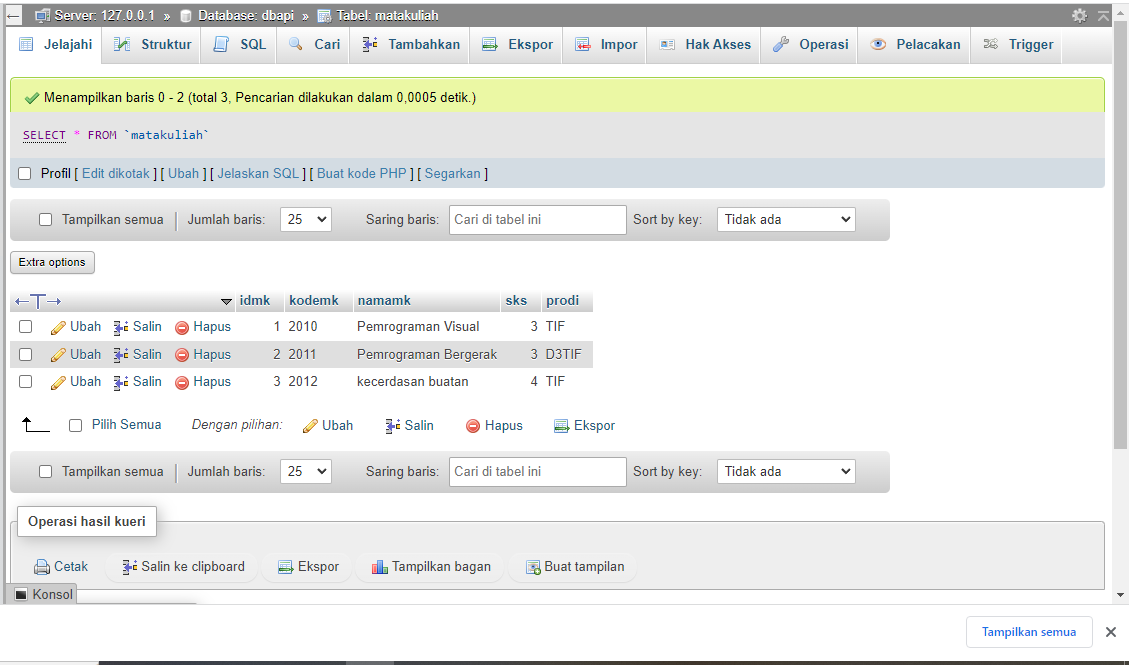 Server: 127.0.0.1 » Database: dbapi » Tabel: matakuliah
Jelajahi Struktur SQL Cari Tambahkan Ekspor Impor Hak Akses Operasi Pelacakan Trigger
Menampilkan baris 0 - 2 (total 3, Pencarian dilakukan dalam 0,0005 detik.)
SELECT * FROM `matakuliah`
Profil [ Edit dikotak ] [ Ubah ] [ Jelaskan SQL ] [ Buat kode PHP ] [ Segarkan ]
Tampilkan semua Jumlah baris: 25 Saring baris: Cari di tabel ini Sort by key: Tidak ada
Extra options
←T→ idmk kodemk namamk sks prodi
Ubah Salin Hapus 1 2010 Pemrograman Visual 3 TIF
Ubah Salin Hapus 2 2011 Pemrograman Bergerak 3 D3TIF
Ubah Salin Hapus 3 2012 kecerdasan buatan 4 TIF
Pilih Semua Dengan pilihan: Ubah Salin Hapus Ekspor
Tampilkan semua Jumlah baris: 25 Saring baris: Cari di tabel ini Sort by key: Tidak ada
Operasi hasil kueri
Cetak Salin ke clipboard Ekspor Tampilkan bagan Buat tampilan
Konsol
Tampilkan semua